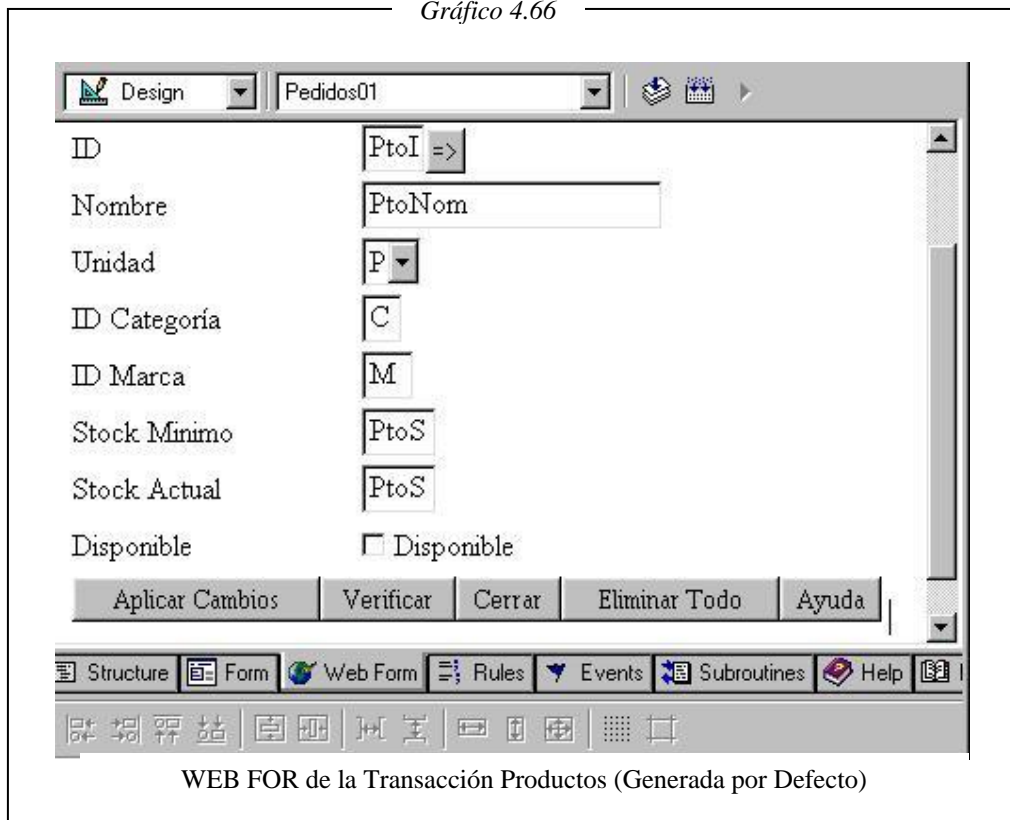 Gráfico 4.66
Design Pedidos01
ID PtoI =>
Nombre PtoNom
Unidad P
ID Categoría C
ID Marca M
Stock Minimo PtoS
Stock Actual PtoS
Disponible Disponible
Aplicar Cambios Verificar Cerrar Eliminar Todo Ayuda
Structure Form Web Form Rules Events Subroutines Help
WEB FOR de la Transacción Productos (Generada por Defecto)